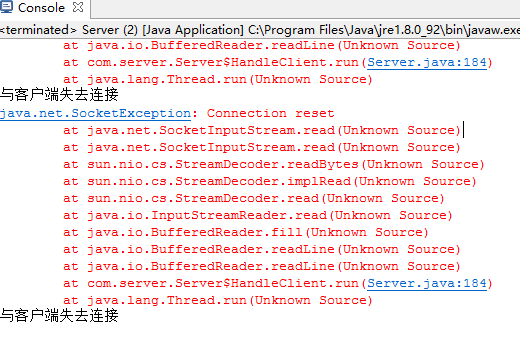 Console
<terminated> Server (2) [Java Application] C:\Program Files\Java\jre1.8.0_92\bin\javaw.exe
at java.io.BufferedReader.readLine(Unknown Source)
at com.server.Server$HandleClient.run(Server.java:184)
at java.lang.Thread.run(Unknown Source)
与客户端失去连接
java.net.SocketException: Connection reset
at java.net.SocketInputStream.read(Unknown Source)
at java.net.SocketInputStream.read(Unknown Source)
at sun.nio.cs.StreamDecoder.readBytes(Unknown Source)
at sun.nio.cs.StreamDecoder.implRead(Unknown Source)
at sun.nio.cs.StreamDecoder.read(Unknown Source)
at java.io.InputStreamReader.read(Unknown Source)
at java.io.BufferedReader.fill(Unknown Source)
at java.io.BufferedReader.readLine(Unknown Source)
at java.io.BufferedReader.readLine(Unknown Source)
at com.server.Server$HandleClient.run(Server.java:184)
at java.lang.Thread.run(Unknown Source)
与客户端失去连接